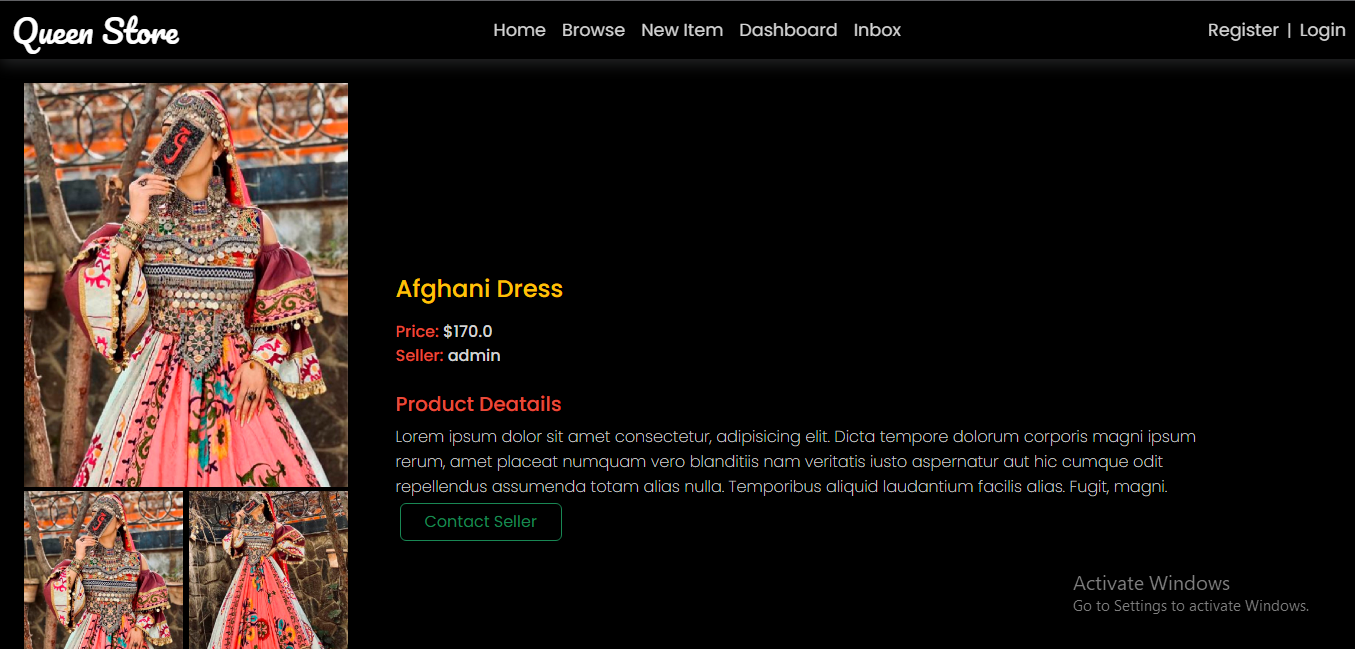 Queen Store
Home Browse New Item Dashboard Inbox
Register | Login
Afghani Dress
Price: $170.0
Seller: admin
Product Deatails
Lorem ipsum dolor sit amet consectetur, adipisicing elit. Dicta tempore dolorum corporis magni ipsum
rerum, amet placeat numquam vero blanditiis nam veritatis iusto aspernatur aut hic cumque odit
repellendus assumenda totam alias nulla. Temporibus aliquid laudantium facilis alias. Fugit, magni.
Contact Seller
Activate Windows
Go to Settings to activate Windows.